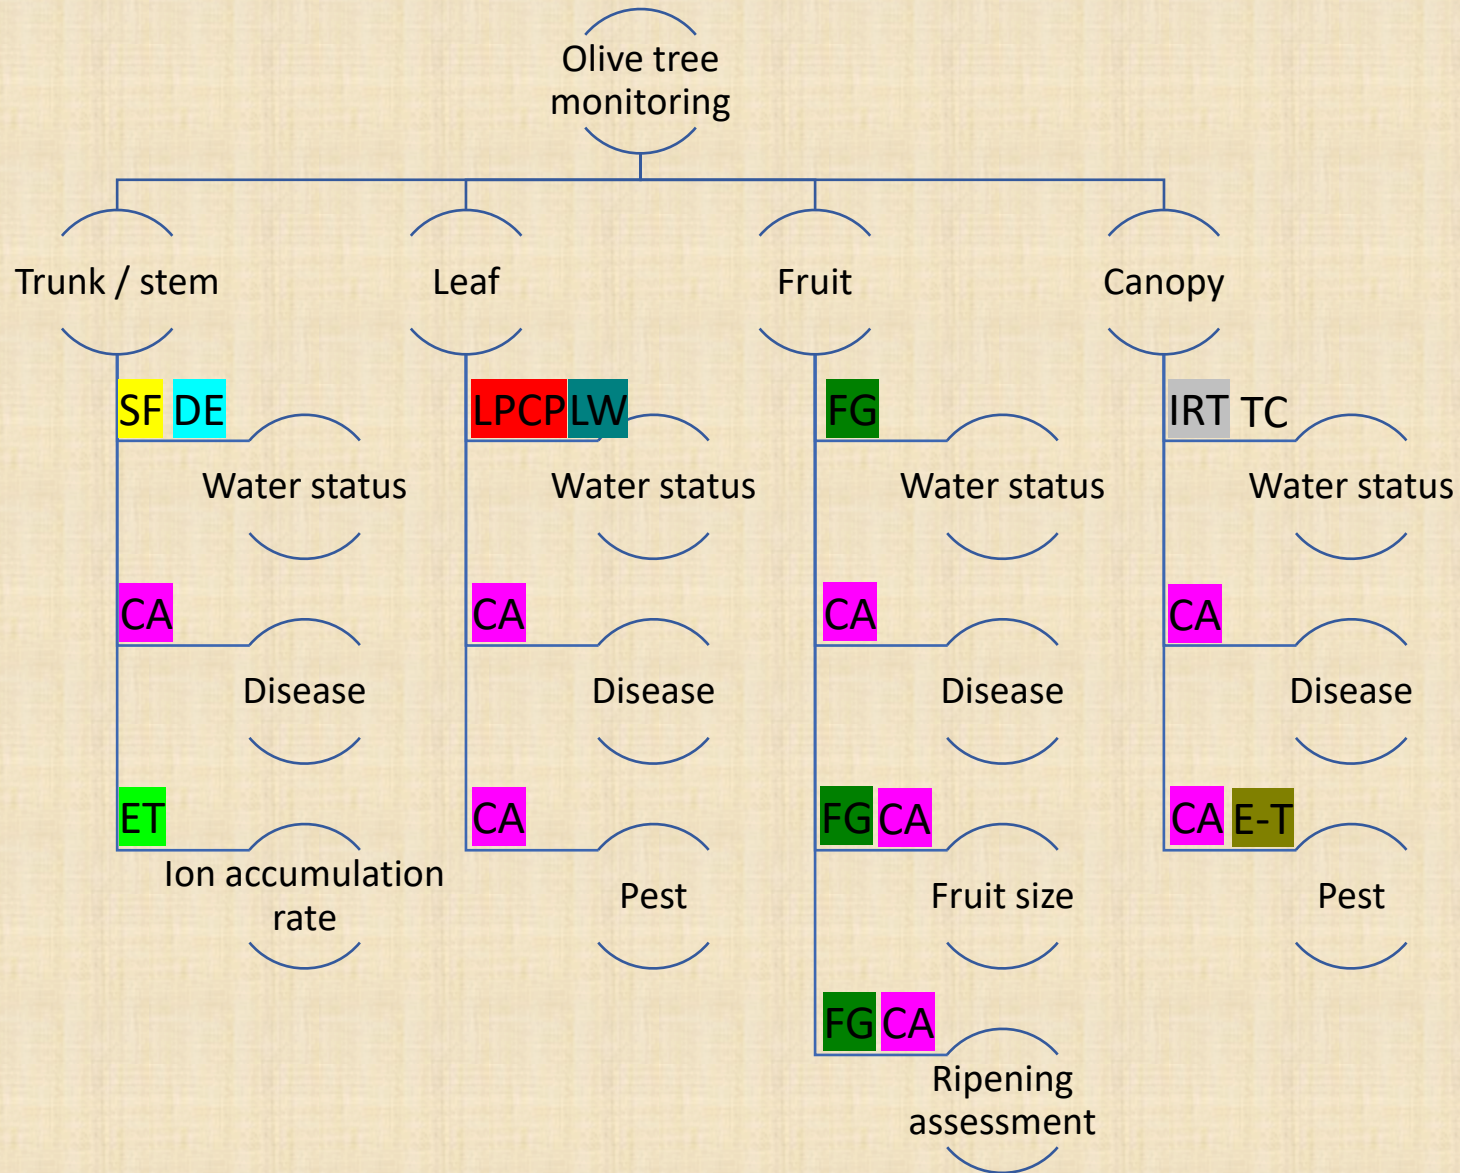 Olive tree
monitoring
Trunk / stem
Leaf
Fruit
Canopy
SF DE
LPCP LW
FG
IRT TC
Water status
Water status
Water status
Water status
CA
CA
CA
CA
Disease
Disease
Disease
Disease
ET
CA
FG CA
CA E-T
Ion accumulation
rate
Pest
Fruit size
Pest
FG CA
Ripening
assessment